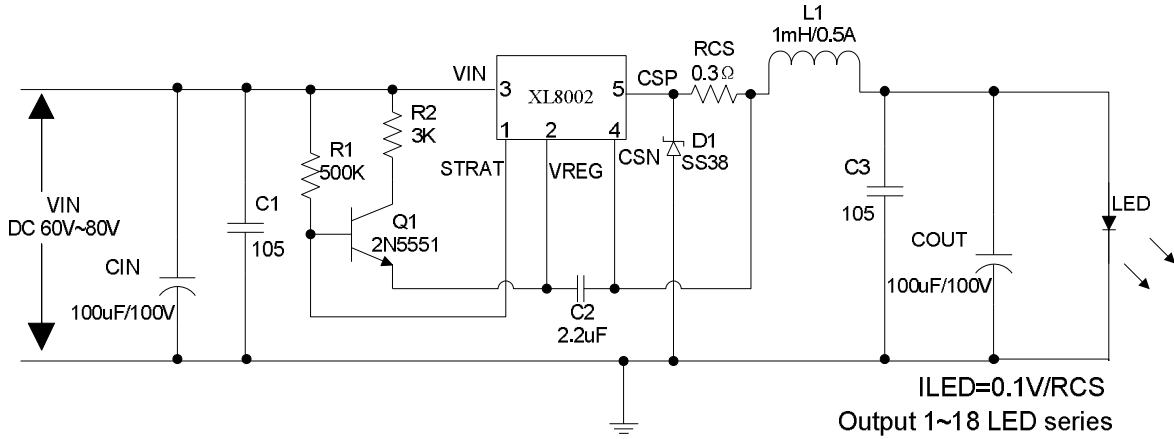 L1
1mH/0.5A
RCS
0.3Ω
VIN
3
XL8002
5
CSP
1
2
4
R2
3K
D1
SS38
R1
500K
STRAT
VREG
CSN
C3
105
VIN
DC 60V~80V
C1
105
Q1
2N5551
LED
CIN
100uF/100V
COUT
100uF/100V
C2
2.2uF
ILED=0.1V/RCS
Output 1~18 LED series